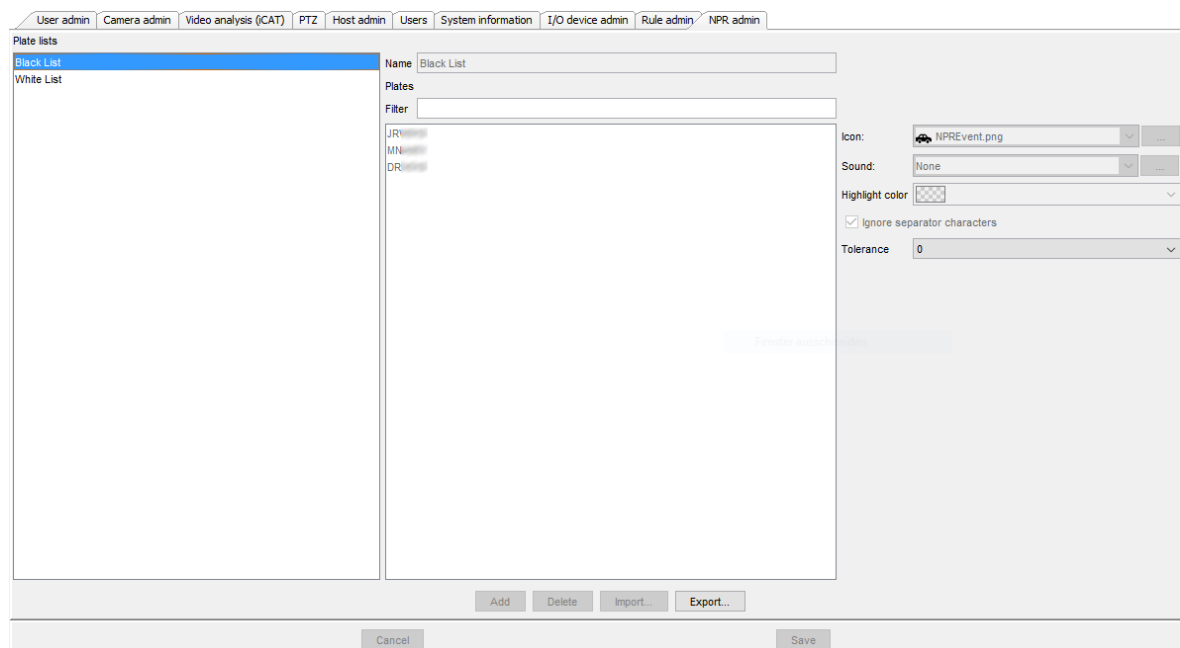 User admin Camera admin Video analysis (iCAT) PTZ Host admin Users System information I/O device admin Rule admin NPR admin
Plate lists
Black List
White List
Name Black List
Plates
Filter
JRV
MN
DR
Icon: NPREvent.png ...
Sound: None ...
Highlight color
Ignore separator characters
Tolerance 0
Add Delete Import... Export...
Cancel Save